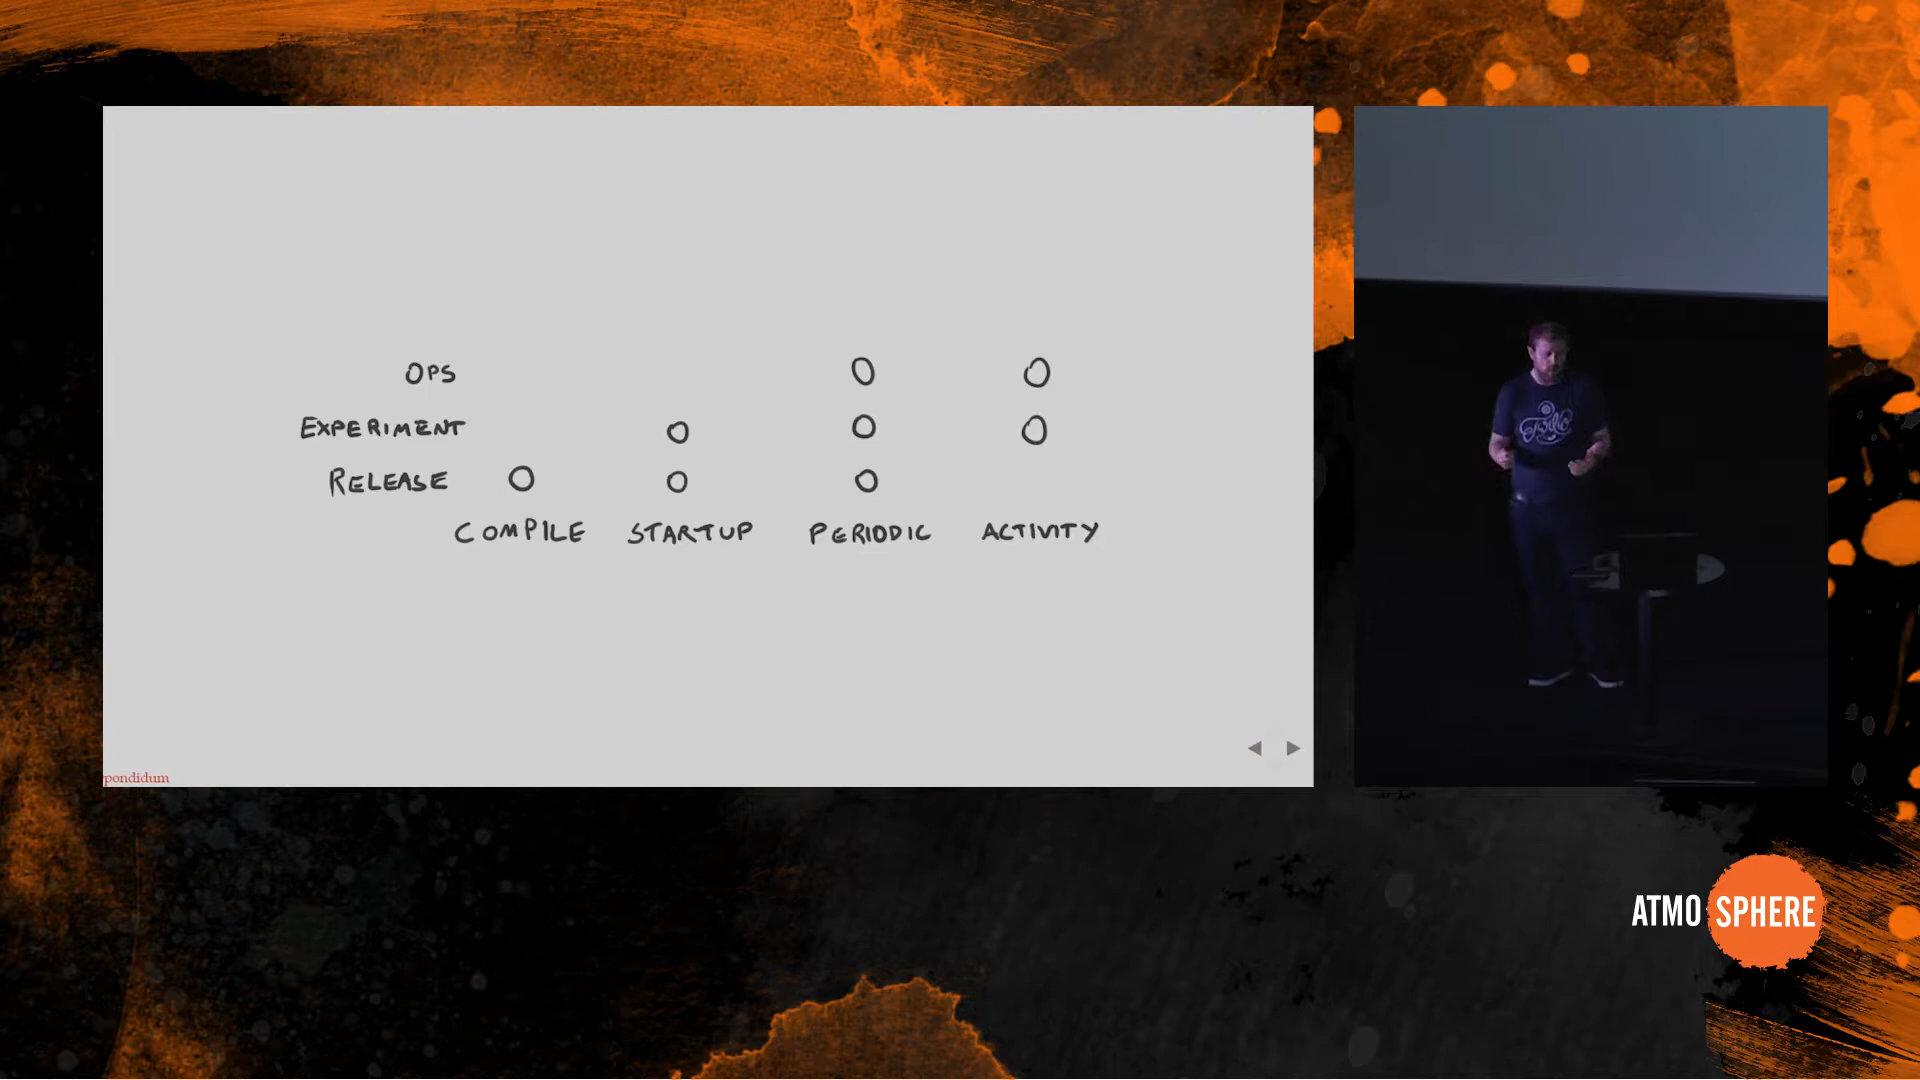 OPS O O
EXPERIMENT O O O
RELEASE O O O
COMPILE STARTUP PERIODIC ACTIVITY
pondidum
ATMO SPHERE